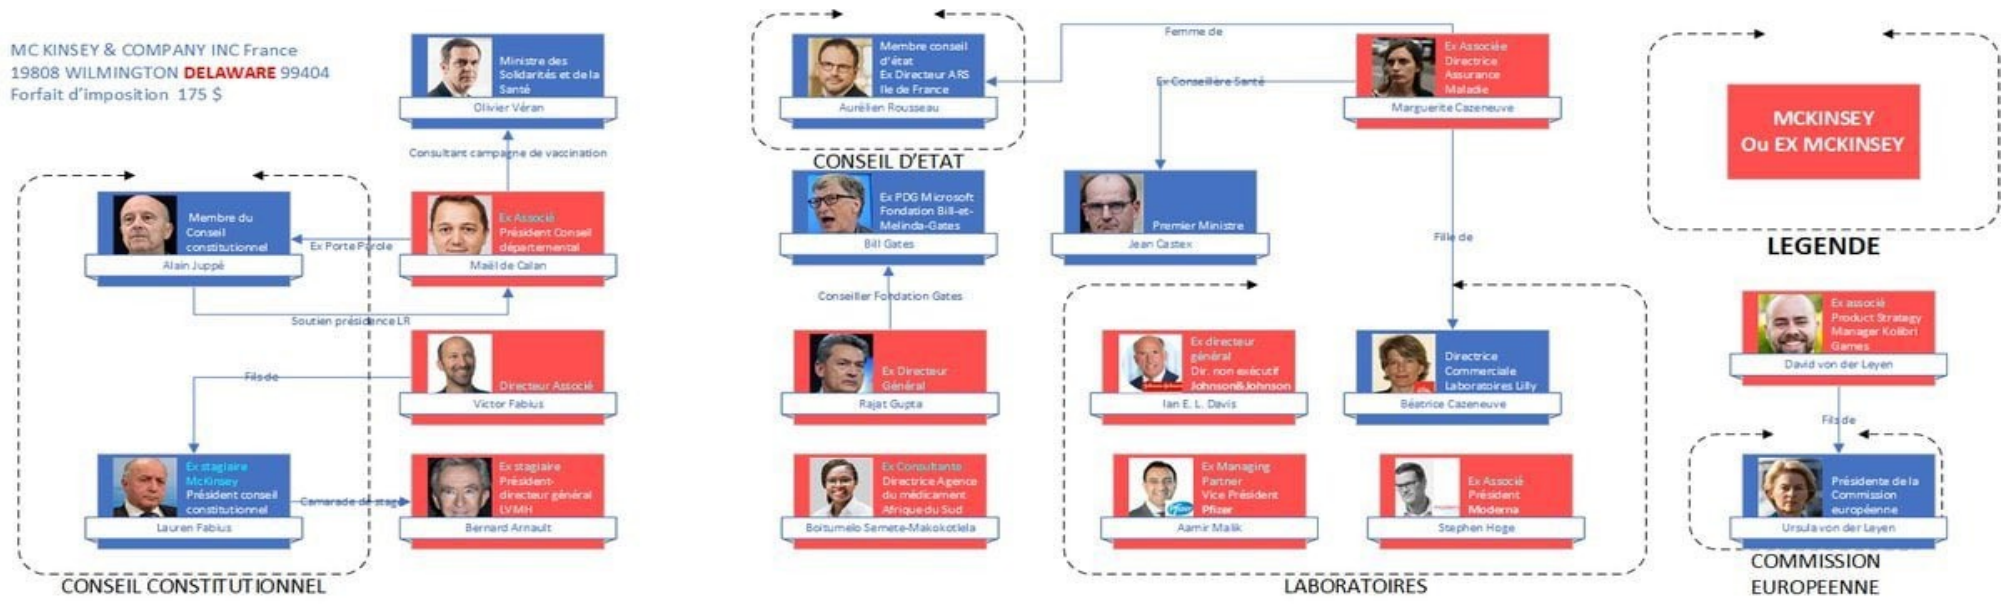 MC KINSEY & COMPANY INC France
19808 WILMINGTON DELAWARE 99404
Forfait d'imposition 175 $
Ministre des
Solidarités et de la
Santé
Olivier Véran
Consultant campagne de vaccination
Membre du
Conseil
constitutionnel
Alain Juppé
Ex Porte Parole
Ex Associé
Président Conseil
départemental
Maël de Calan
Soutien présidence LR
Directeur Associé
Victor Fabius
Fils de
Ex stagiaire
McKinsey
Président conseil
constitutionnel
Lauren Fabius
Camarade de stage
Ex stagiaire
Président-
directeur général
LVMH
Bernard Arnault
CONSEIL CONSTITUTIONNEL
Membre conseil
d'état
Ex Directeur ARS
Ile de France
Aurélien Rousseau
CONSEIL D'ETAT
Femme de
Ex Conseillère Santé
Ex Associée
Directrice
Assurance
Maladie
Marguerite Cazeneuve
Ex PDG Microsoft
Fondation Bill-et-
Melinda-Gates
Bill Gates
Premier Ministre
Jean Castex
Fille de
Conseiller Fondation Gates
Ex Directeur
Général
Rajat Gupta
Ex Consultante
Directrice Agence
du médicament
Afrique du Sud
Boitumelo Semete-Makokotlela
Ex directeur
général
Dir. non exécutif
Johnson&Johnson
Ian E. L. Davis
Directrice
Commerciale
Laboratoires Lilly
Béatrice Cazeneuve
Ex Managing
Partner
Vice Président
Pfizer
Pfizer
Aamir Malik
Ex Associé
Président
Moderna
Stephen Hoge
LABORATOIRES
MCKINSEY
Ou EX MCKINSEY
LEGENDE
Ex associé
Product Strategy
Manager Kolibri
Games
David von der Leyen
Fils de
Présidente de la
Commission
européenne
Ursula von der Leyen
COMMISSION
EUROPEENNE